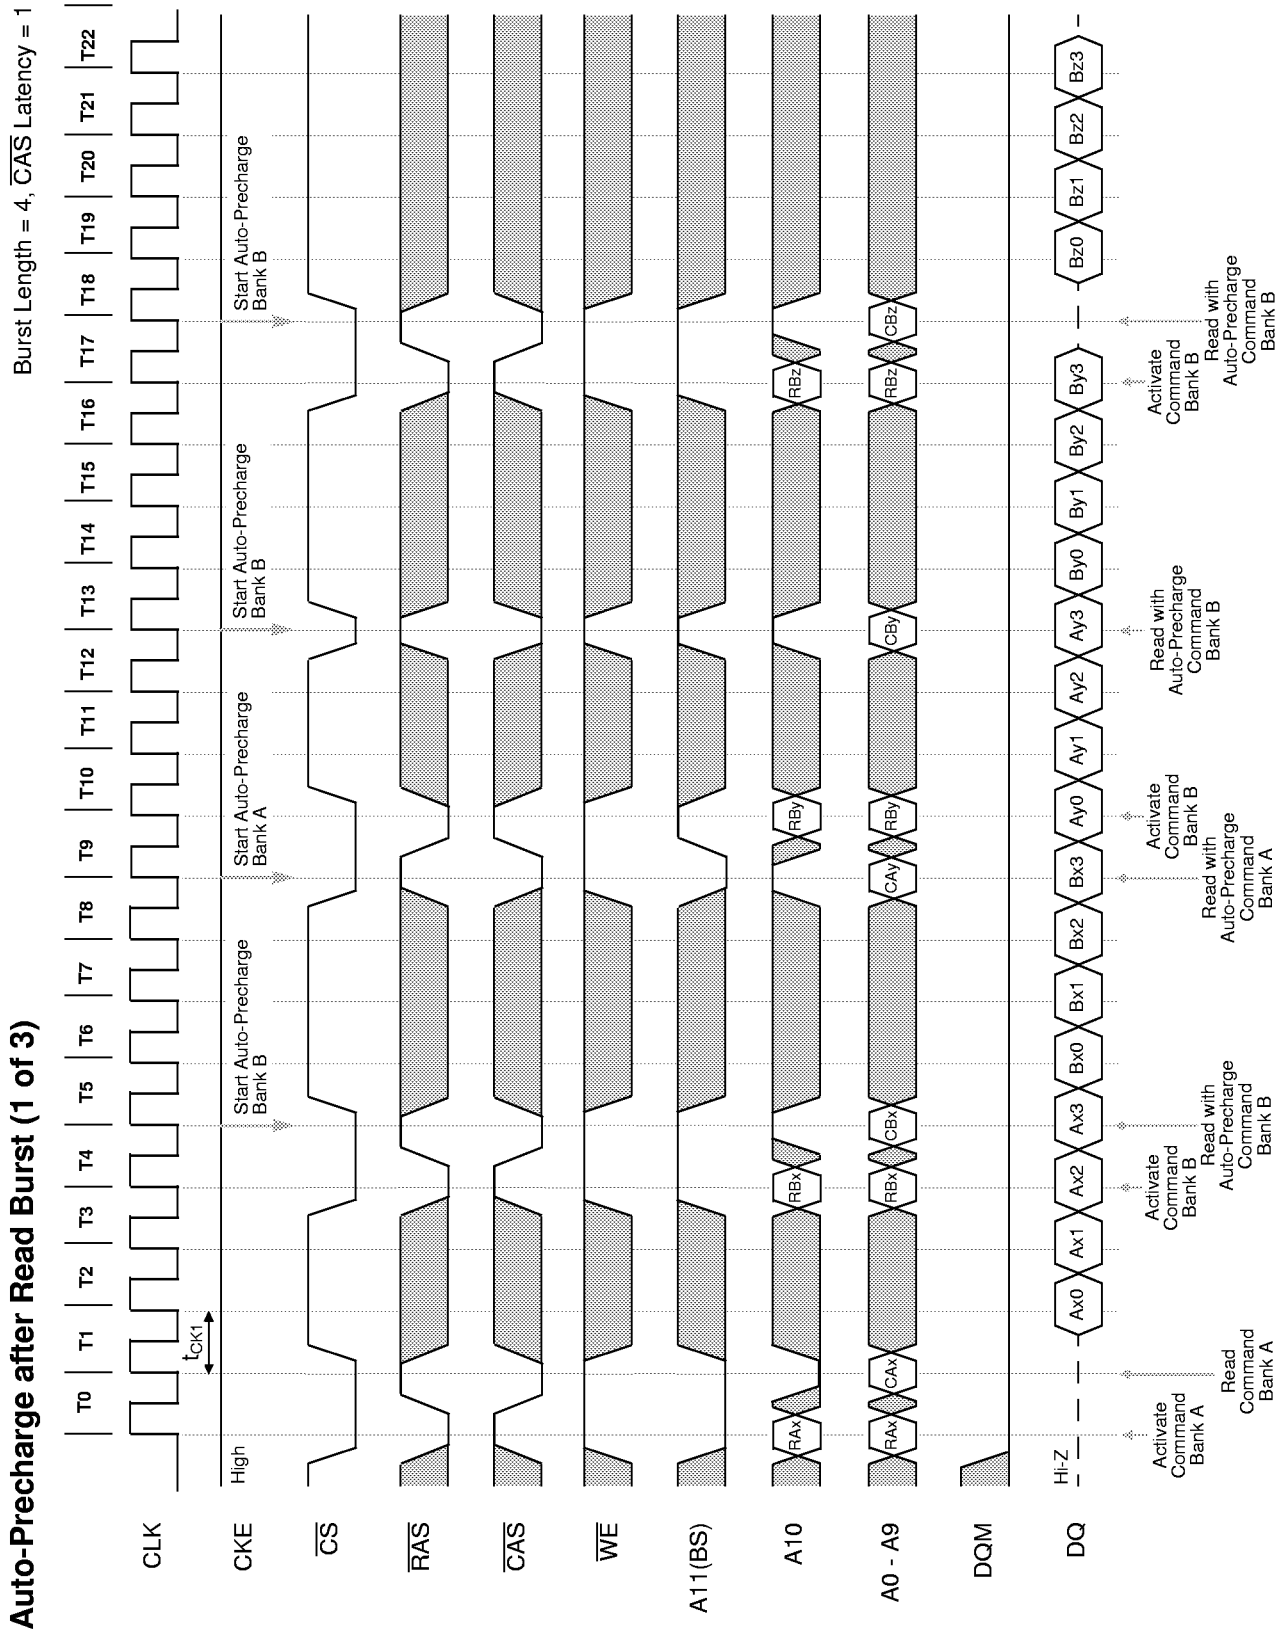 Auto-Precharge after Read Burst (1 of 3)
Burst Length = 4, CAS Latency = 1
T0 T1 T2 T3 T4 T5 T6 T7 T8 T9 T10 T11 T12 T13 T14 T15 T16 T17 T18 T19 T20 T21 T22
CLK
tCK1
CKE
High
Start Auto-Precharge
Bank B
Start Auto-Precharge
Bank A
Start Auto-Precharge
Bank B
Start Auto-Precharge
Bank B
CS
RAS
CAS
WE
A11(BS)
A10
RAx RBx RBy RBz
A0 - A9
RAx CAx RBx CBx CAy RBy CBy RBz CBz
DQM
DQ
Hi-Z
Ax0 Ax1 Ax2 Ax3 Bx0 Bx1 Bx2 Bx3 Ay0 Ay1 Ay2 Ay3 By0 By1 By2 By3 Bz0 Bz1 Bz2 Bz3
Activate
Command
Bank A
Read
Command
Bank A
Activate
Command
Bank B
Read with
Auto-Precharge
Command
Bank B
Read with
Auto-Precharge
Command
Bank A
Activate
Command
Bank B
Read with
Auto-Precharge
Command
Bank B
Activate
Command
Bank B
Read with
Auto-Precharge
Command
Bank B